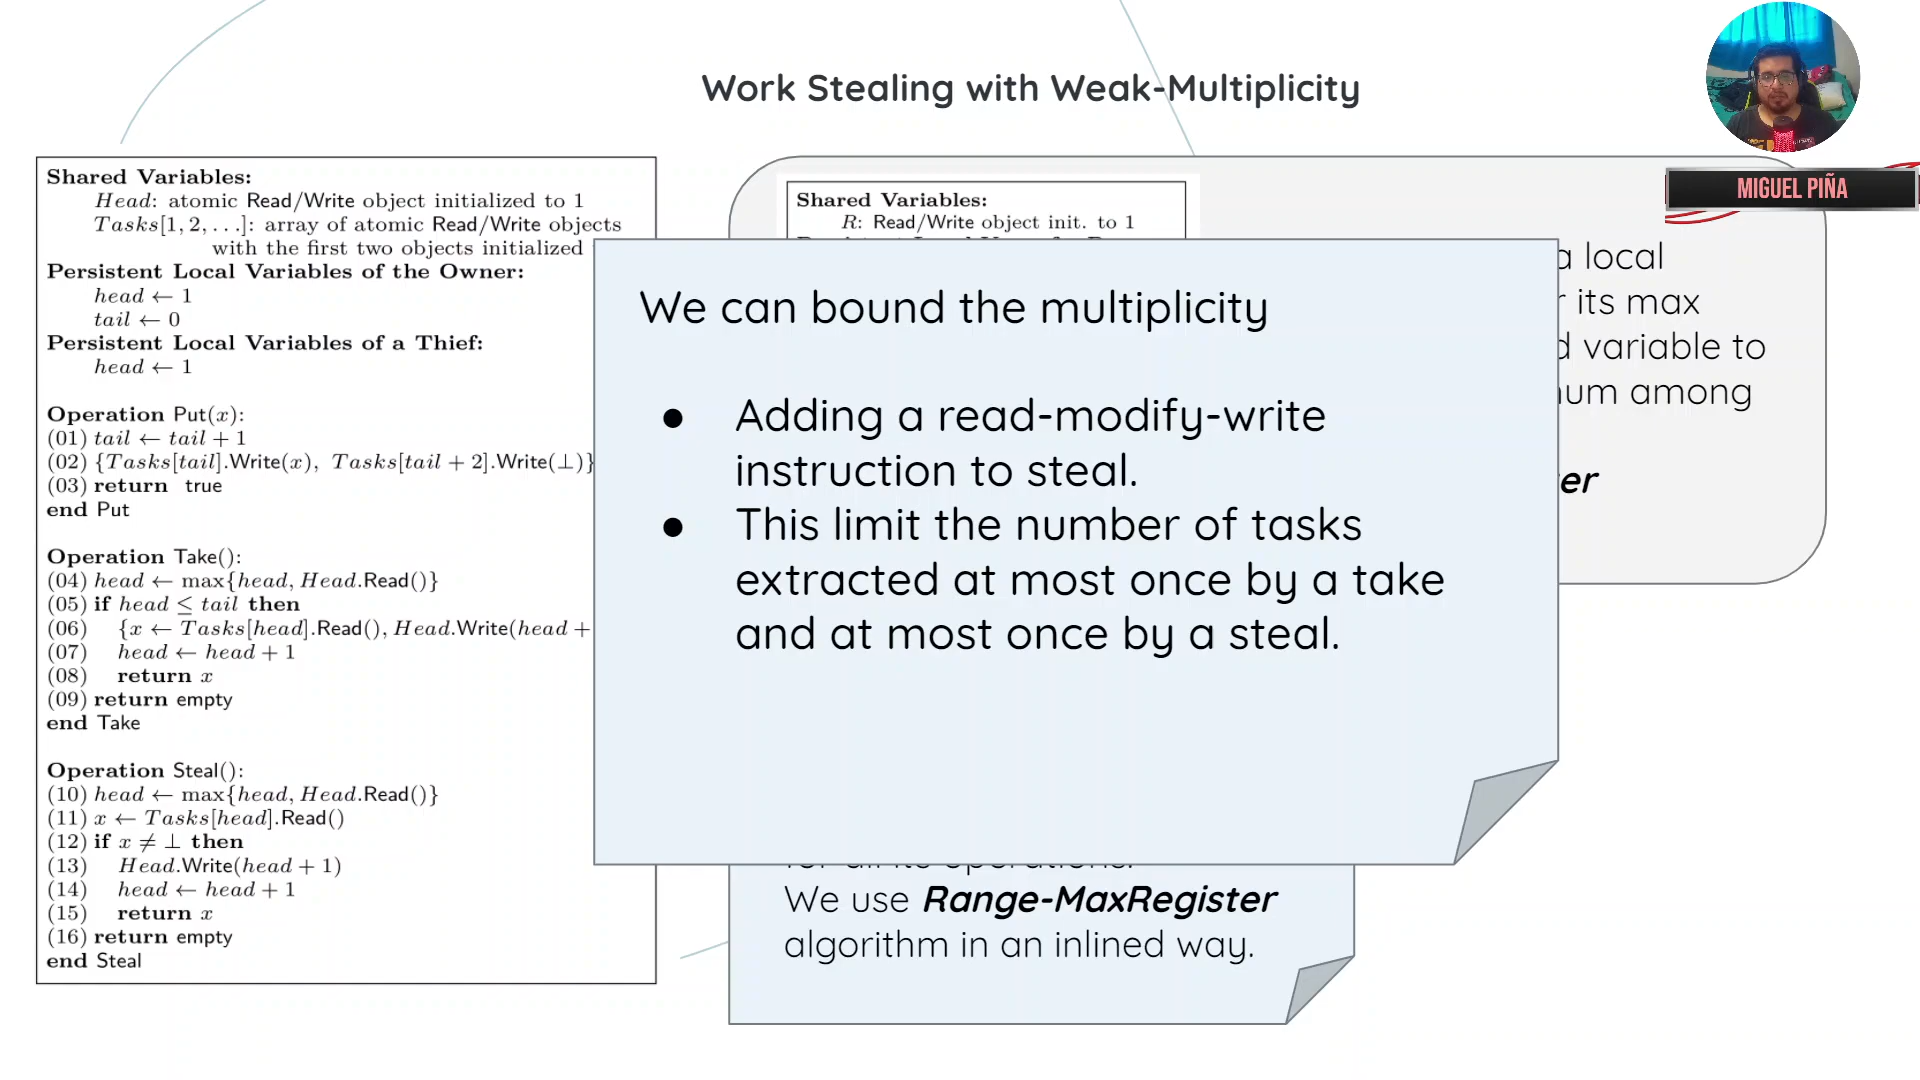 Work Stealing with Weak-Multiplicity
MIGUEL PIÑA
Shared Variables:
Head: atomic Read/Write object initialized to 1
Tasks[1, 2, . . .]: array of atomic Read/Write objects
with the first two objects initialized
Persistent Local Variables of the Owner:
head ← 1
tail ← 0
Persistent Local Variables of a Thief:
head ← 1
Operation Put(x):
(01) tail ← tail + 1
(02) {Tasks[tail].Write(x), Tasks[tail + 2].Write(⊥)}
(03) return true
end Put
Operation Take():
(04) head ← max{head, Head.Read()}
(05) if head ≤ tail then
(06) {x ← Tasks[head].Read(), Head.Write(head +
(07) head ← head + 1
(08) return x
(09) return empty
end Take
Operation Steal():
(10) head ← max{head, Head.Read()}
(11) x ← Tasks[head].Read()
(12) if x ≠ ⊥ then
(13) Head.Write(head + 1)
(14) head ← head + 1
(15) return x
(16) return empty
end Steal
Shared Variables:
R: Read/Write object init. to 1
We can bound the multiplicity
● Adding a read-modify-write
instruction to steal.
● This limit the number of tasks
extracted at most once by a take
and at most once by a steal.
a local
its max
variable to
among
for all its operations.
We use Range-MaxRegister
algorithm in an inlined way.